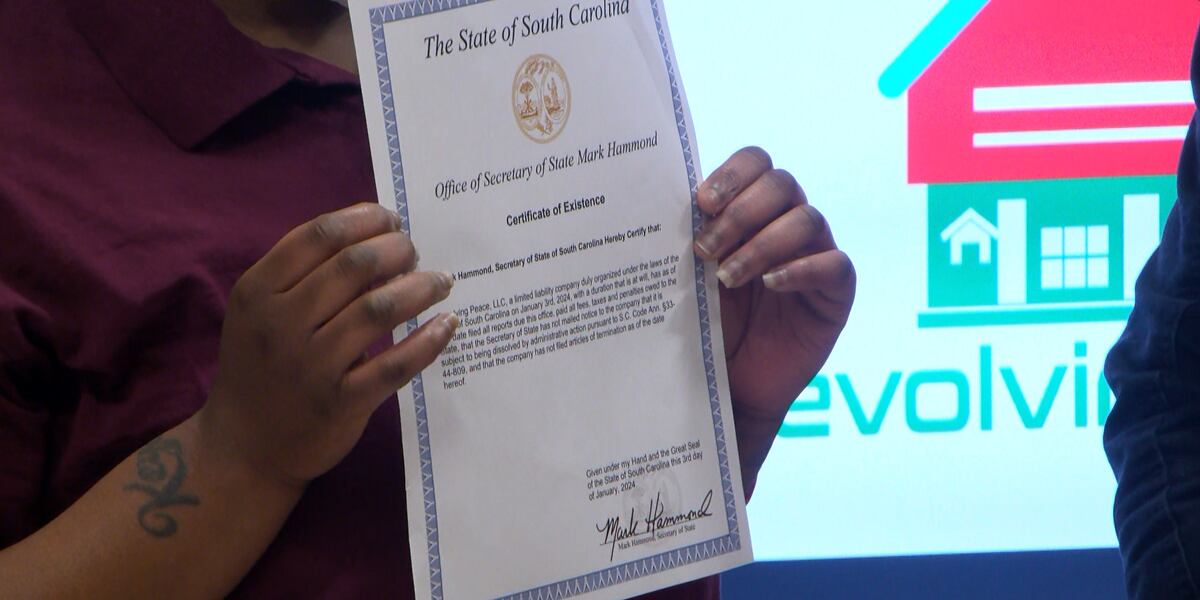 The State of South Carolina
Office of Secretary of State Mark Hammond
Certificate of Existence
k Hammond, Secretary of State of South Carolina Hereby Certify that:
ing Peace, LLC, a limited liability company duly organized under the laws of the
of South Carolina on January 3rd, 2024, with a duration that is at will, has as of
date filed all reports due this office, paid all fees, taxes and penalties owed to the
state, that the Secretary of State has not mailed notice to the company that it is
subject to being dissolved by administrative action pursuant to S.C. Code Ann. §33-
44-809, and that the company has not filed articles of termination as of the date
hereof.
Given under my Hand and the Great Seal
of the State of South Carolina this 3rd day
of January, 2024
Mark Hammond
Mark Hammond, Secretary of State
evolvi